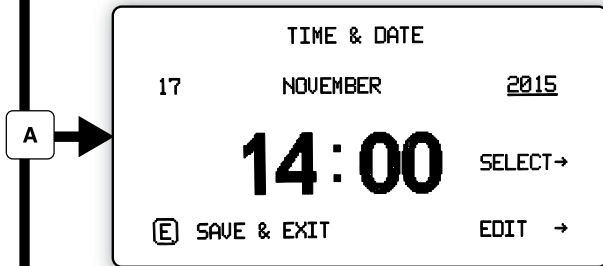 TIME & DATE
17 NOVEMBER 2015
A
14:00 SELECT→
E SAVE & EXIT EDIT →